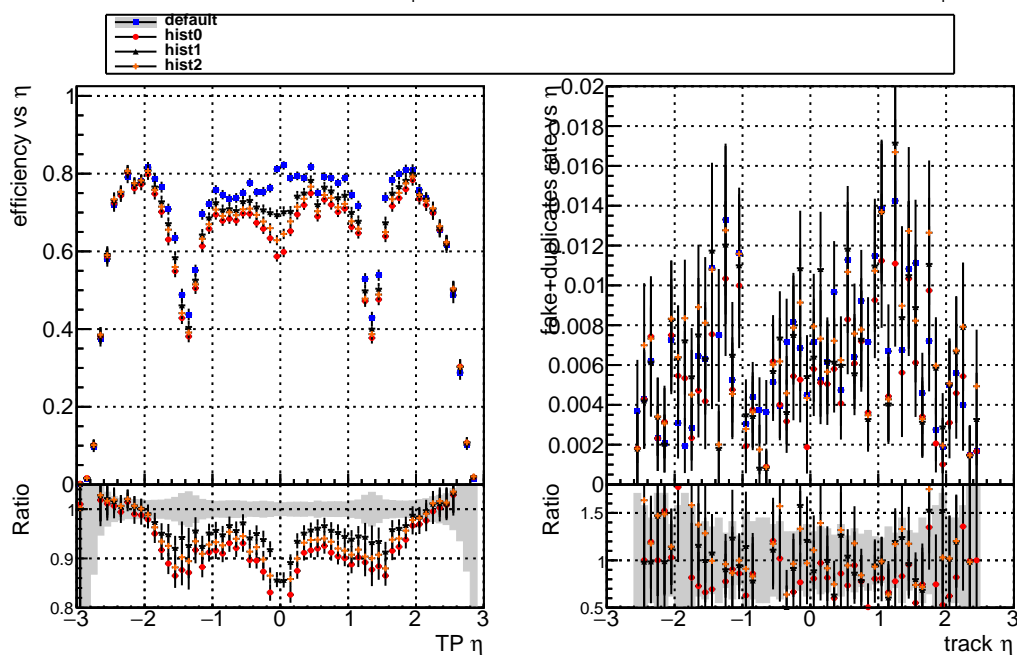 default
hist0
hist1
hist2
efficiency vs η
1
0.8
0.6
0.4
0.2
0
Ratio
1
0.9
0.8
−3 −2 −1 0 1 2 3
TP η
fake+duplicates rate vs η
0.02
0.018
0.016
0.014
0.012
0.01
0.008
0.006
0.004
0.002
0
Ratio
1.5
1
0.5
−3 −2 −1 0 1 2 3
track η